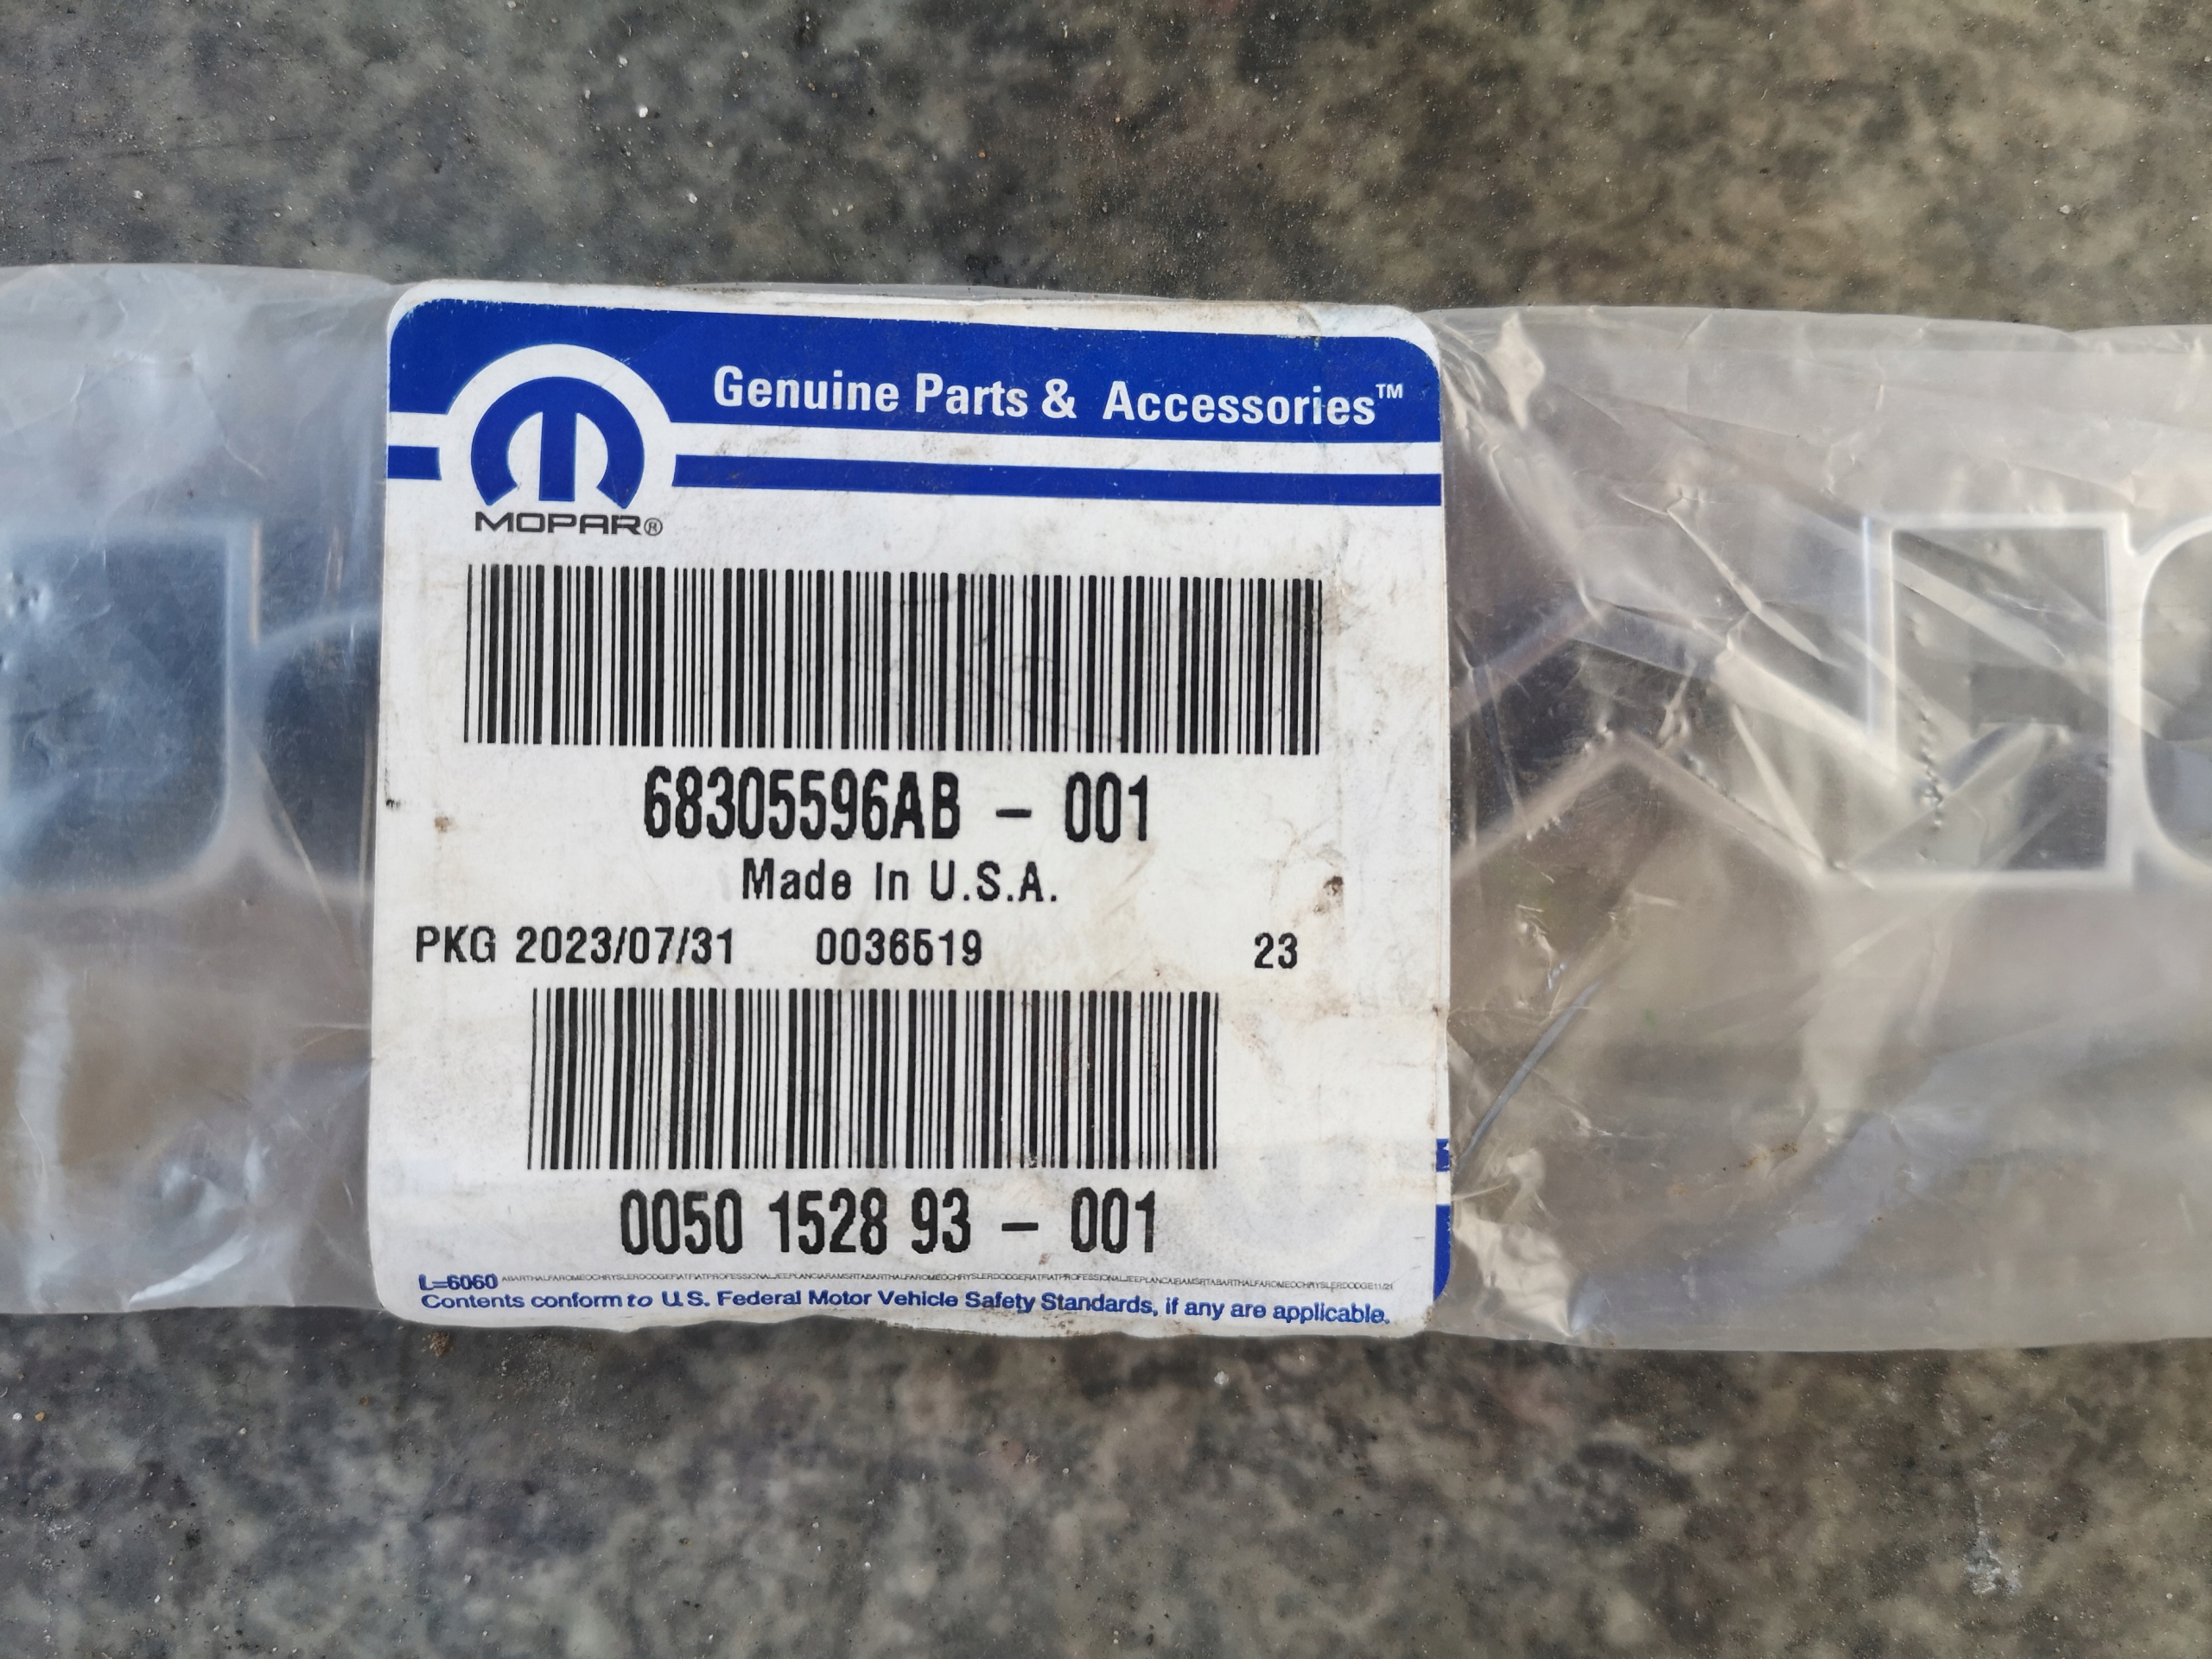 Genuine Parts & Accessories™
MOPAR®
68305596AB - 001
Made In U.S.A.
PKG 2023/07/31 0036519 23
0050 1528 93 - 001
L=6060
Contents conform to U.S. Federal Motor Vehicle Safety Standards, if any are applicable.